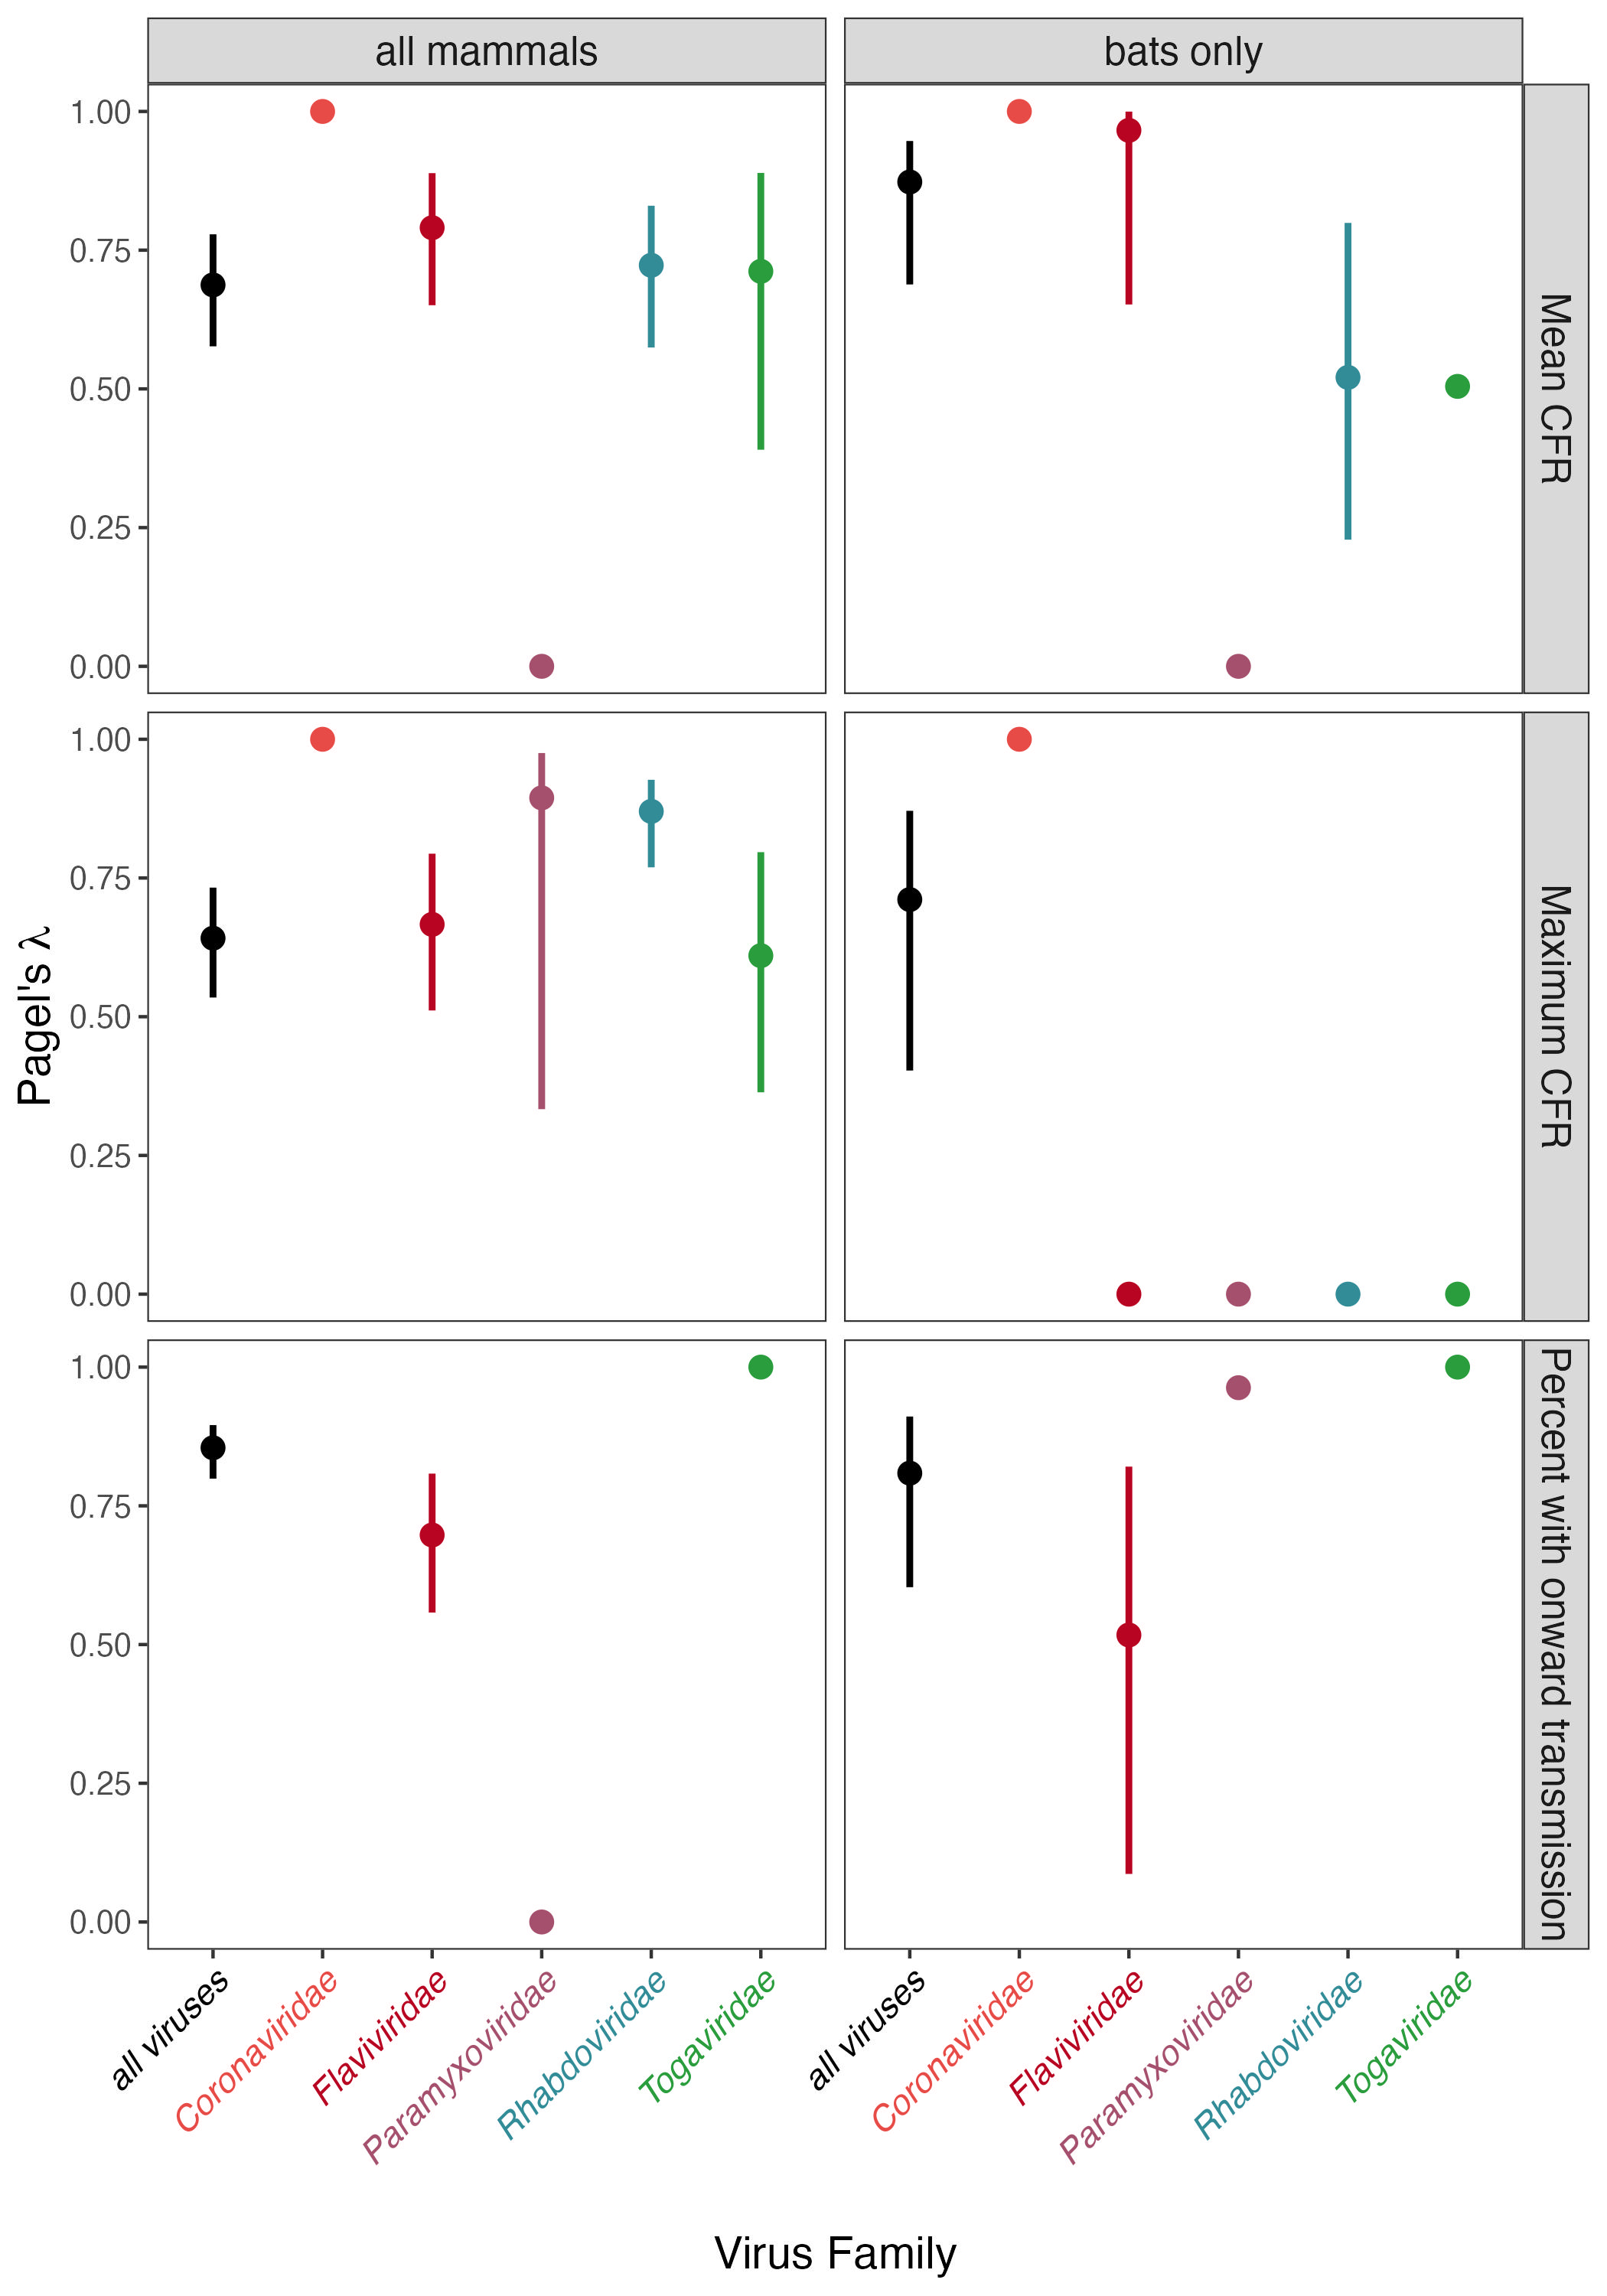 all mammals
bats only
1.00
0.75
0.50
0.25
0.00
Mean CFR
1.00
0.75
0.50
0.25
0.00
Maximum CFR
1.00
0.75
0.50
0.25
0.00
Percent with onward transmission
Pagel's λ
all viruses
Coronaviridae
Flaviviridae
Paramyxoviridae
Rhabdoviridae
Togaviridae
all viruses
Coronaviridae
Flaviviridae
Paramyxoviridae
Rhabdoviridae
Togaviridae
Virus Family